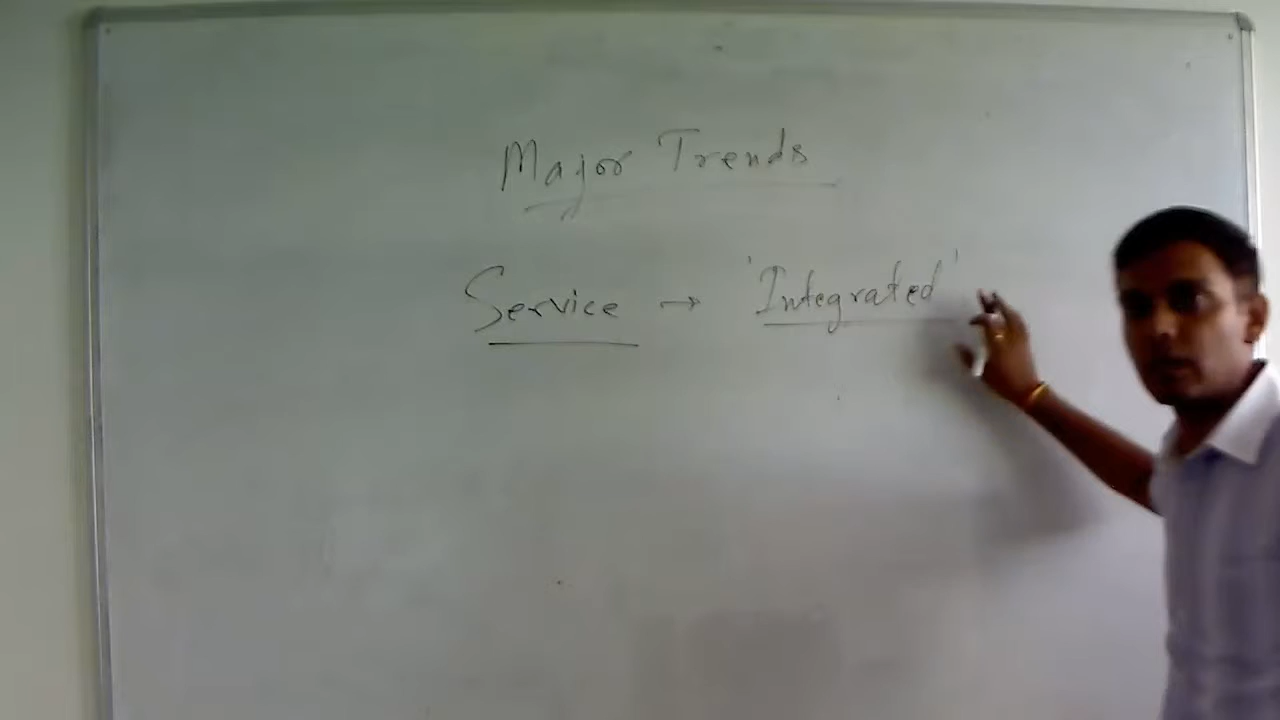 Major Trends
Service → 'Integrated'